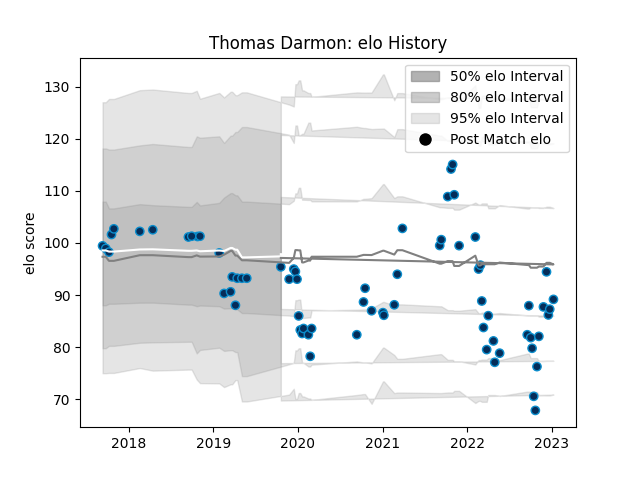 Thomas Darmon: elo History
50% elo Interval
80% elo Interval
95% elo Interval
Post Match elo
elo score
130
120
110
100
90
80
70
2018
2019
2020
2021
2022
2023